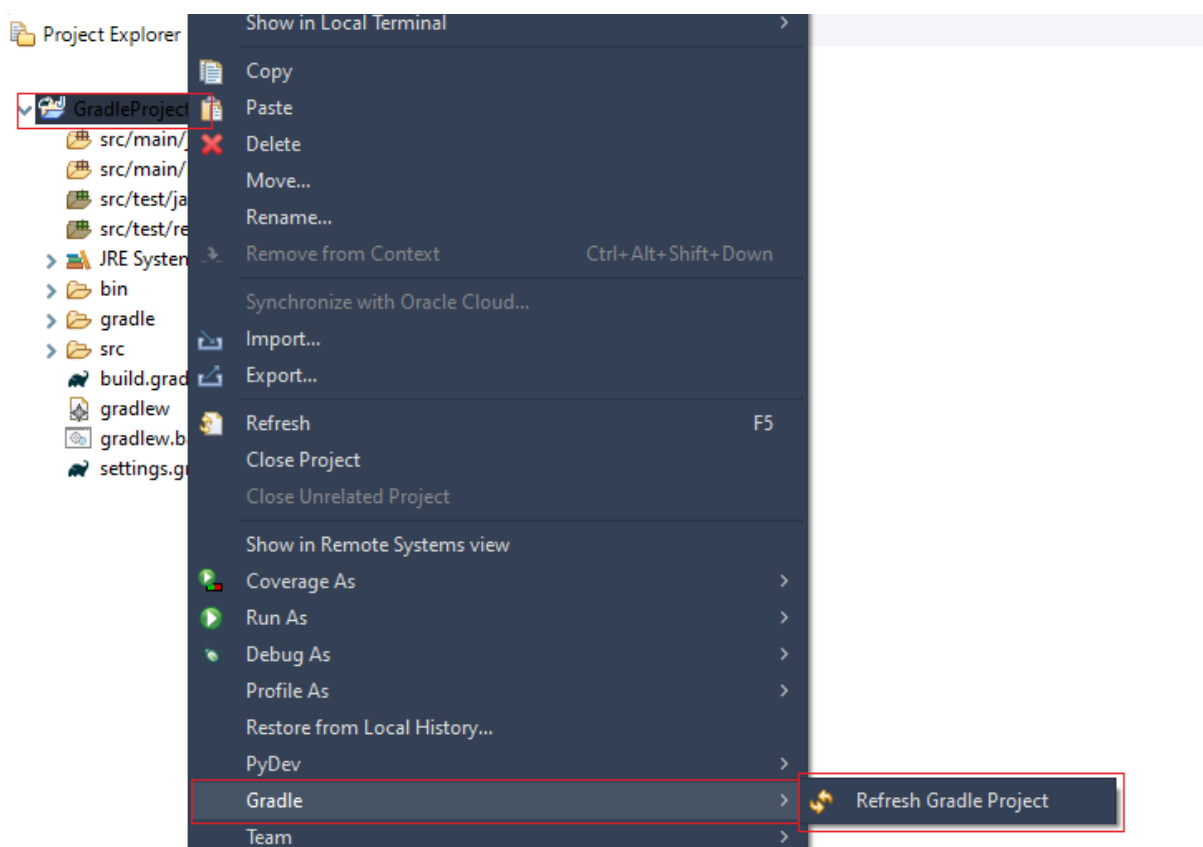 Project Explorer
GradleProject
src/main/
src/main/
src/test/ja
src/test/re
JRE System
bin
gradle
src
build.grad
gradlew
gradlew.b
settings.g
Show in Local Terminal
Copy
Paste
Delete
Move...
Rename...
Remove from Context Ctrl+Alt+Shift+Down
Synchronize with Oracle Cloud...
Import...
Export...
Refresh F5
Close Project
Close Unrelated Project
Show in Remote Systems view
Coverage As
Run As
Debug As
Profile As
Restore from Local History...
PyDev
Gradle
Refresh Gradle Project
Team